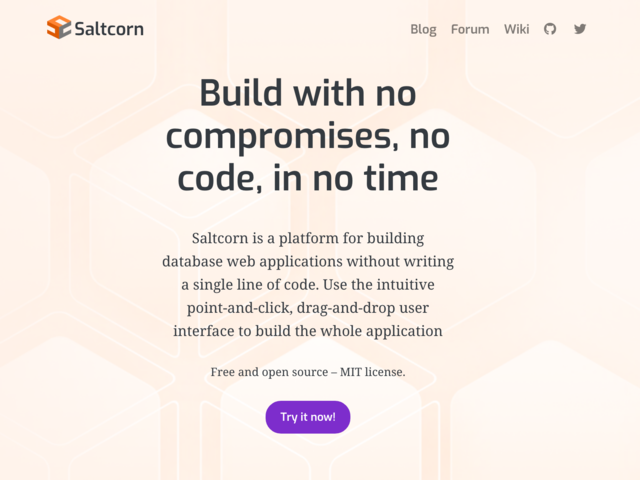 Saltcorn
Blog Forum Wiki
Build with no
compromises, no
code, in no time
Saltcorn is a platform for building
database web applications without writing
a single line of code. Use the intuitive
point-and-click, drag-and-drop user
interface to build the whole application
Free and open source – MIT license.
Try it now!